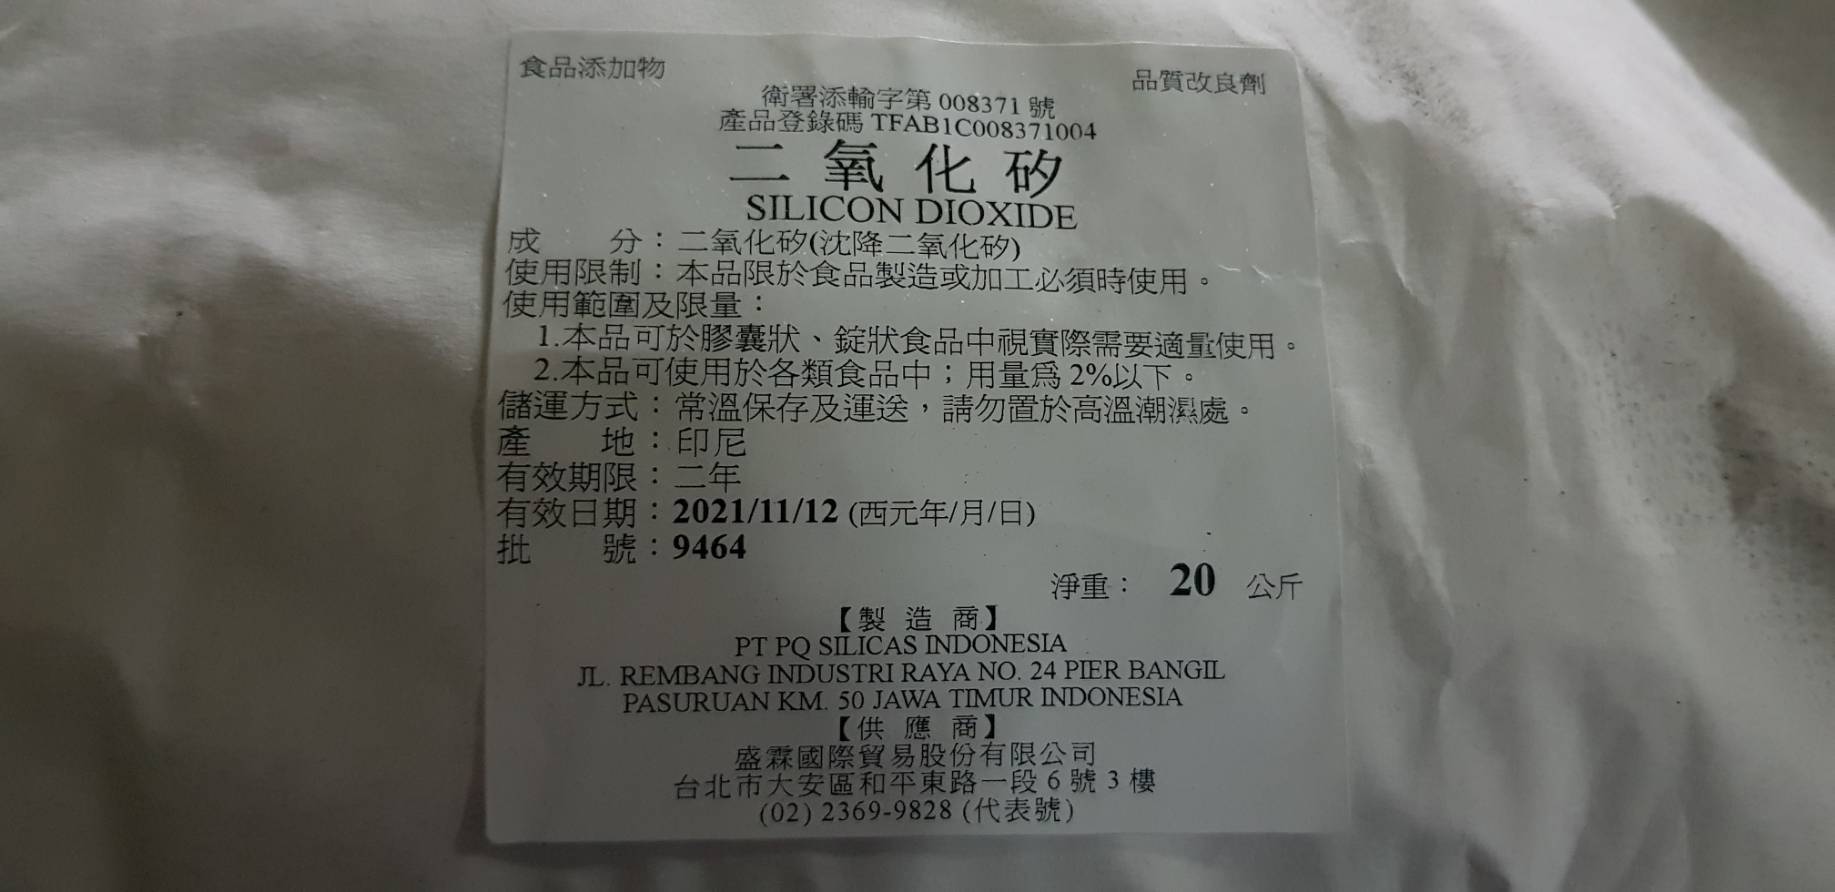 食品添加物
品質改良劑
衛署添輸字第 008371 號
產品登錄碼 TFAB1C008371004
二氧化矽
SILICON DIOXIDE
成 分：二氧化矽(沈降二氧化矽)
使用限制：本品限於食品製造或加工必須時使用。
使用範圍及限量：
1.本品可於膠囊狀、錠狀食品中視實際需要適量使用。
2.本品可使用於各類食品中；用量為 2%以下。
儲運方式：常溫保存及運送，請勿置於高溫潮濕處。
產 地：印尼
有效期限：二年
有效日期：2021/11/12 (西元年/月/日)
批 號：9464
淨重： 20 公斤
【製 造 商】
PT PQ SILICAS INDONESIA
JL. REMBANG INDUSTRI RAYA NO. 24 PIER BANGIL
PASURUAN KM. 50 JAWA TIMUR INDONESIA
【供 應 商】
盛霖國際貿易股份有限公司
台北市大安區和平東路一段 6 號 3 樓
(02) 2369-9828 (代表號)